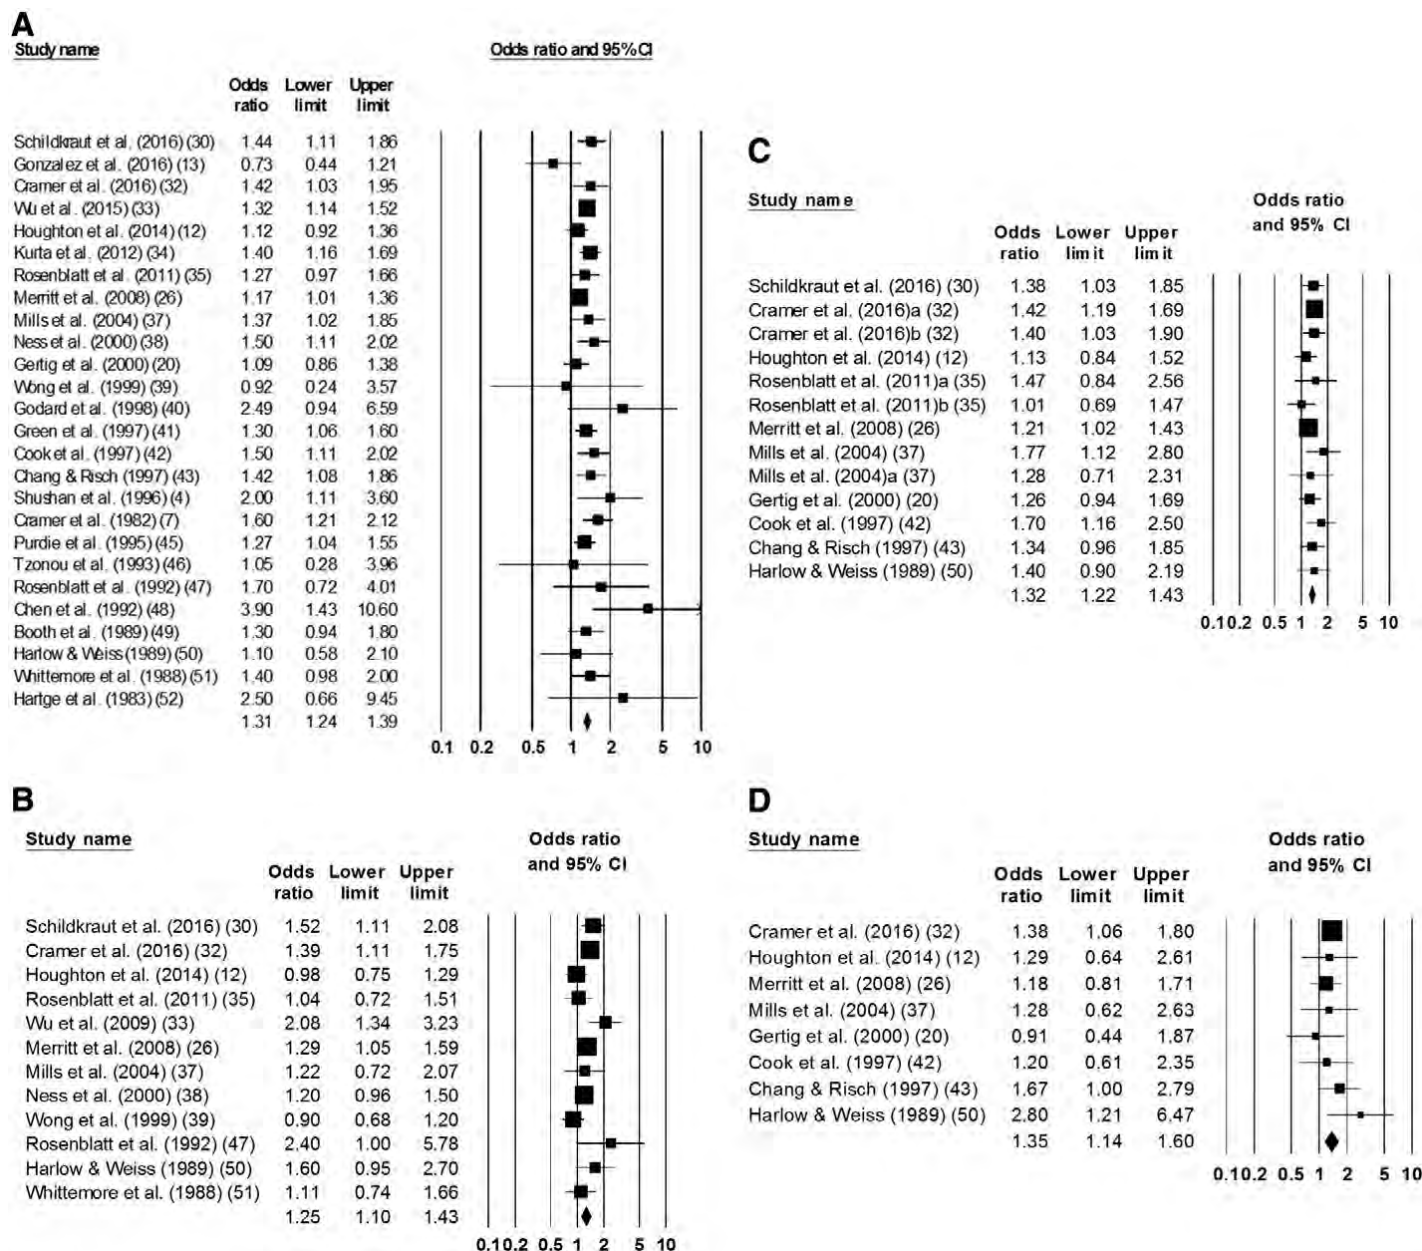 A
Study name Odds ratio and 95%CI
Odds Lower Upper
ratio limit limit
Schildkraut et al. (2016) (30) 1.44 1.11 1.86
Gonzalez et al. (2016) (13) 0.73 0.44 1.21
Cramer et al. (2016) (32) 1.42 1.03 1.95
Wu et al. (2015) (33) 1.32 1.14 1.52
Houghton et al. (2014) (12) 1.12 0.92 1.36
Kurta et al. (2012) (34) 1.40 1.16 1.69
Rosenblatt et al. (2011) (35) 1.27 0.97 1.66
Merritt et al. (2008) (26) 1.17 1.01 1.36
Mills et al. (2004) (37) 1.37 1.02 1.85
Ness et al. (2000) (38) 1.50 1.11 2.02
Gertig et al. (2000) (20) 1.09 0.86 1.38
Wong et al. (1999) (39) 0.92 0.24 3.57
Godard et al. (1998) (40) 2.49 0.94 6.59
Green et al. (1997) (41) 1.30 1.06 1.60
Cook et al. (1997) (42) 1.50 1.11 2.02
Chang & Risch (1997) (43) 1.42 1.08 1.86
Shushan et al. (1996) (4) 2.00 1.11 3.60
Cramer et al. (1982) (7) 1.60 1.21 2.12
Purdie et al. (1995) (45) 1.27 1.04 1.55
Tzonou et al. (1993) (46) 1.05 0.28 3.96
Rosenblatt et al. (1992) (47) 1.70 0.72 4.01
Chen et al. (1992) (48) 3.90 1.43 10.60
Booth et al. (1989) (49) 1.30 0.94 1.80
Harlow & Weiss (1989) (50) 1.10 0.58 2.10
Whittemore et al. (1988) (51) 1.40 0.98 2.00
Hartge et al. (1983) (52) 2.50 0.66 9.45
1.31 1.24 1.39
0.1 0.2 0.5 1 2 5 10
B
Study name Odds ratio
and 95% CI
Odds Lower Upper
ratio limit limit
Schildkraut et al. (2016) (30) 1.52 1.11 2.08
Cramer et al. (2016) (32) 1.39 1.11 1.75
Houghton et al. (2014) (12) 0.98 0.75 1.29
Rosenblatt et al. (2011) (35) 1.04 0.72 1.51
Wu et al. (2009) (33) 2.08 1.34 3.23
Merritt et al. (2008) (26) 1.29 1.05 1.59
Mills et al. (2004) (37) 1.22 0.72 2.07
Ness et al. (2000) (38) 1.20 0.96 1.50
Wong et al. (1999) (39) 0.90 0.68 1.20
Rosenblatt et al. (1992) (47) 2.40 1.00 5.78
Harlow & Weiss (1989) (50) 1.60 0.95 2.70
Whittemore et al. (1988) (51) 1.11 0.74 1.66
1.25 1.10 1.43
0.1 0.2 0.5 1 2 5 10
C
Study name Odds ratio
and 95% CI
Odds Lower Upper
ratio limit limit
Schildkraut et al. (2016) (30) 1.38 1.03 1.85
Cramer et al. (2016)a (32) 1.42 1.19 1.69
Cramer et al. (2016)b (32) 1.40 1.03 1.90
Houghton et al. (2014) (12) 1.13 0.84 1.52
Rosenblatt et al. (2011)a (35) 1.47 0.84 2.56
Rosenblatt et al. (2011)b (35) 1.01 0.69 1.47
Merritt et al. (2008) (26) 1.21 1.02 1.43
Mills et al. (2004) (37) 1.77 1.12 2.80
Mills et al. (2004)a (37) 1.28 0.71 2.31
Gertig et al. (2000) (20) 1.26 0.94 1.69
Cook et al. (1997) (42) 1.70 1.16 2.50
Chang & Risch (1997) (43) 1.34 0.96 1.85
Harlow & Weiss (1989) (50) 1.40 0.90 2.19
1.32 1.22 1.43
0.1 0.2 0.5 1 2 5 10
D
Study name Odds ratio
and 95% CI
Odds Lower Upper
ratio limit limit
Cramer et al. (2016) (32) 1.38 1.06 1.80
Houghton et al. (2014) (12) 1.29 0.64 2.61
Merritt et al. (2008) (26) 1.18 0.81 1.71
Mills et al. (2004) (37) 1.28 0.62 2.63
Gertig et al. (2000) (20) 0.91 0.44 1.87
Cook et al. (1997) (42) 1.20 0.61 2.35
Chang & Risch (1997) (43) 1.67 1.00 2.79
Harlow & Weiss (1989) (50) 2.80 1.21 6.47
1.35 1.14 1.60
0.1 0.2 0.5 1 2 5 10